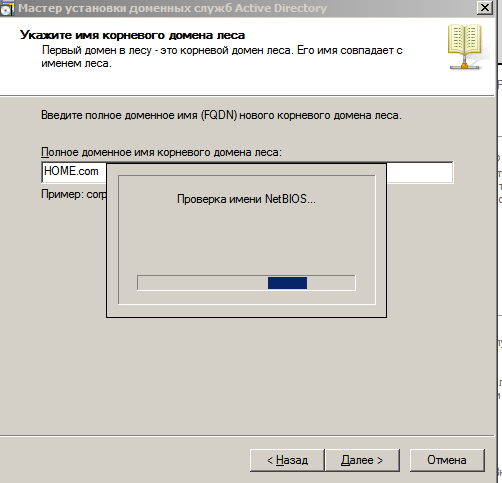 Мастер установки доменных служб Active Directory
Укажите имя корневого домена леса
Первый домен в лесу - это корневой домен леса. Его имя совпадает с
именем леса.
Введите полное доменное имя (FQDN) нового корневого домена леса.
Полное доменное имя корневого домена леса:
HOME.com
Пример: corp
Проверка имени NetBIOS...
< Назад
Далее >
Отмена